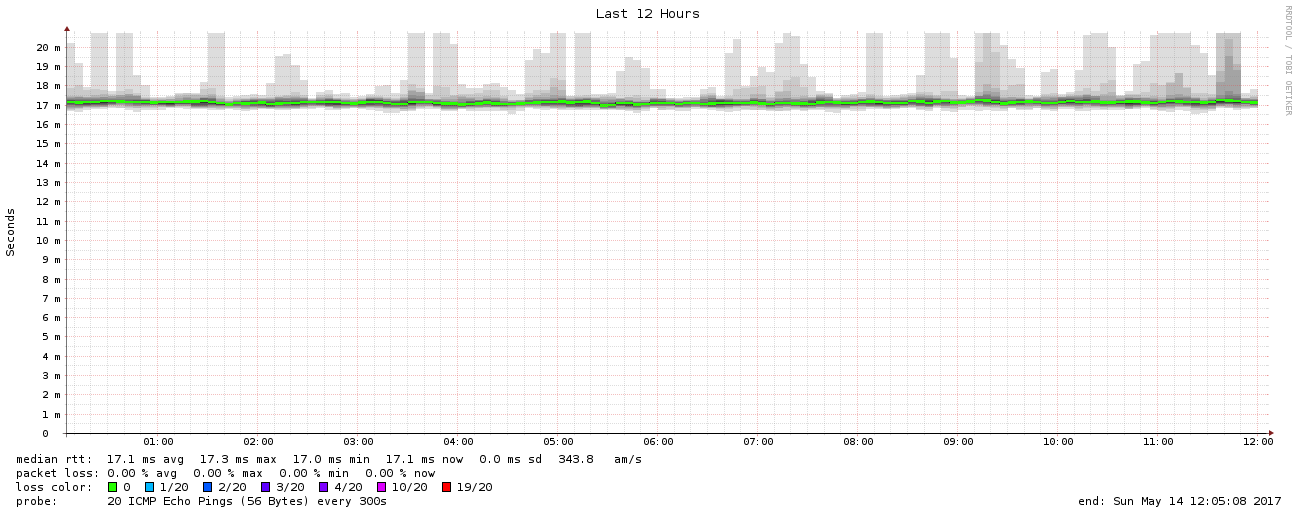 Last 12 Hours
RRDTOOL / TOBI OETIKER
Seconds
20 m
19 m
18 m
17 m
16 m
15 m
14 m
13 m
12 m
11 m
10 m
9 m
8 m
7 m
6 m
5 m
4 m
3 m
2 m
1 m
0
01:00 02:00 03:00 04:00 05:00 06:00 07:00 08:00 09:00 10:00 11:00 12:00
median rtt: 17.1 ms avg 17.3 ms max 17.0 ms min 17.1 ms now 0.0 ms sd 343.8 am/s
packet loss: 0.00 % avg 0.00 % max 0.00 % min 0.00 % now
loss color: 0 1/20 2/20 3/20 4/20 10/20 19/20
probe: 20 ICMP Echo Pings (56 Bytes) every 300s end: Sun May 14 12:05:08 2017